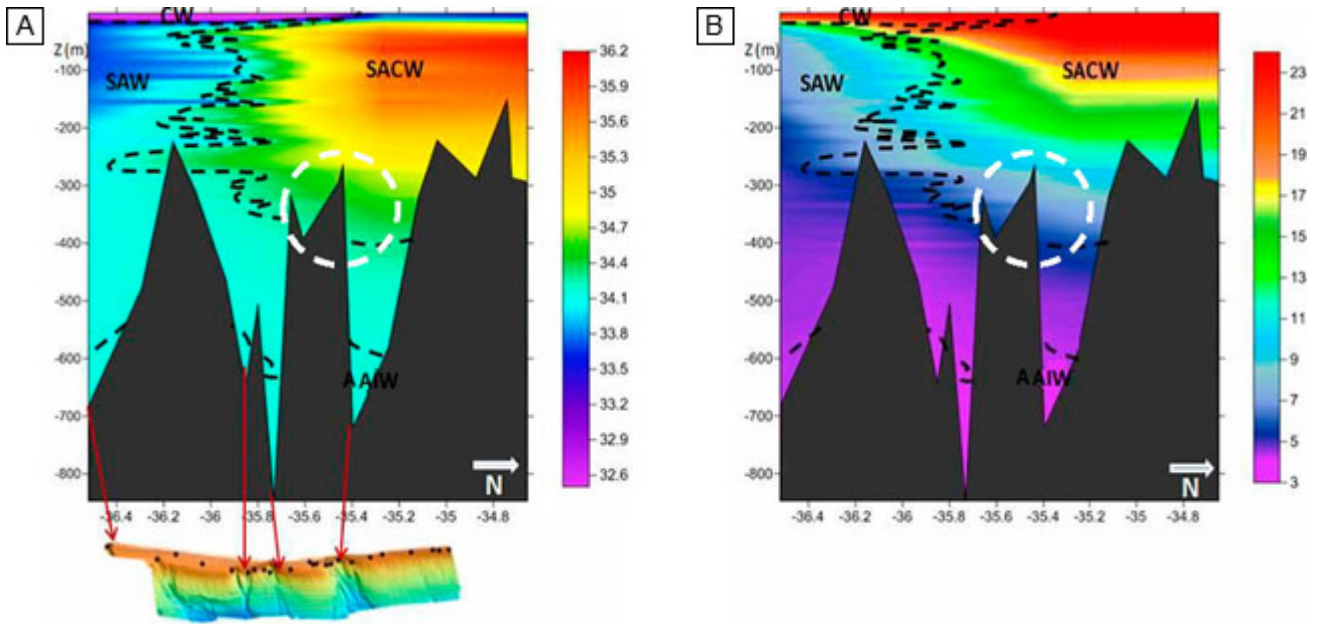 A
CW
Z (m)
SAW
SACW
-100
-200
-300
-400
-500
-600
-700
-800
A AIW
N
-36.4 -36.2 -36 -35.8 -35.6 -35.4 -35.2 -35 -34.8
36.2
35.9
35.6
35.3
35
34.7
34.4
34.1
33.8
33.5
33.2
32.9
32.6
B
CW
Z (m)
SAW
SACW
-100
-200
-300
-400
-500
-600
-700
-800
A AIW
N
-36.4 -36.2 -36 -35.8 -35.6 -35.4 -35.2 -35 -34.8
23
21
19
17
15
13
11
9
7
5
3